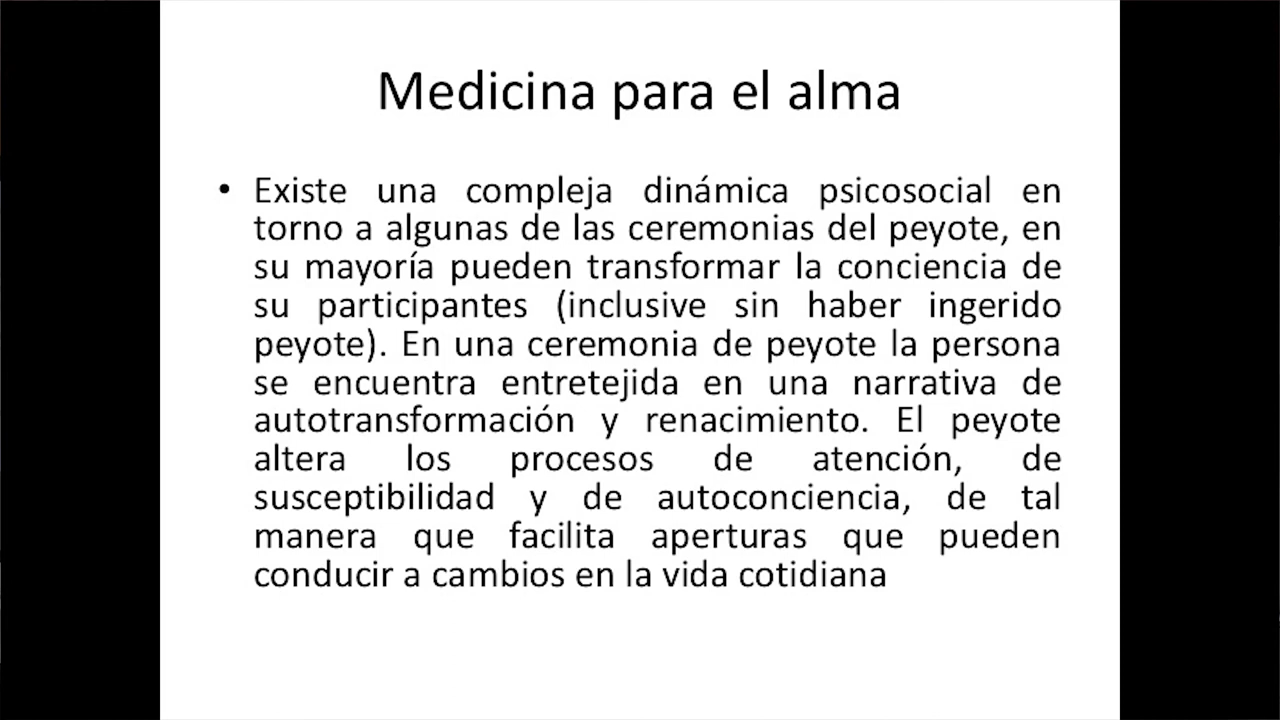 Medicina para el alma
• Existe una compleja dinámica psicosocial en
torno a algunas de las ceremonias del peyote, en
su mayoría pueden transformar la conciencia de
su participantes (inclusive sin haber ingerido
peyote). En una ceremonia de peyote la persona
se encuentra entretejida en una narrativa de
autotransformación y renacimiento. El peyote
altera los procesos de atención, de
susceptibilidad y de autoconciencia, de tal
manera que facilita aperturas que pueden
conducir a cambios en la vida cotidiana